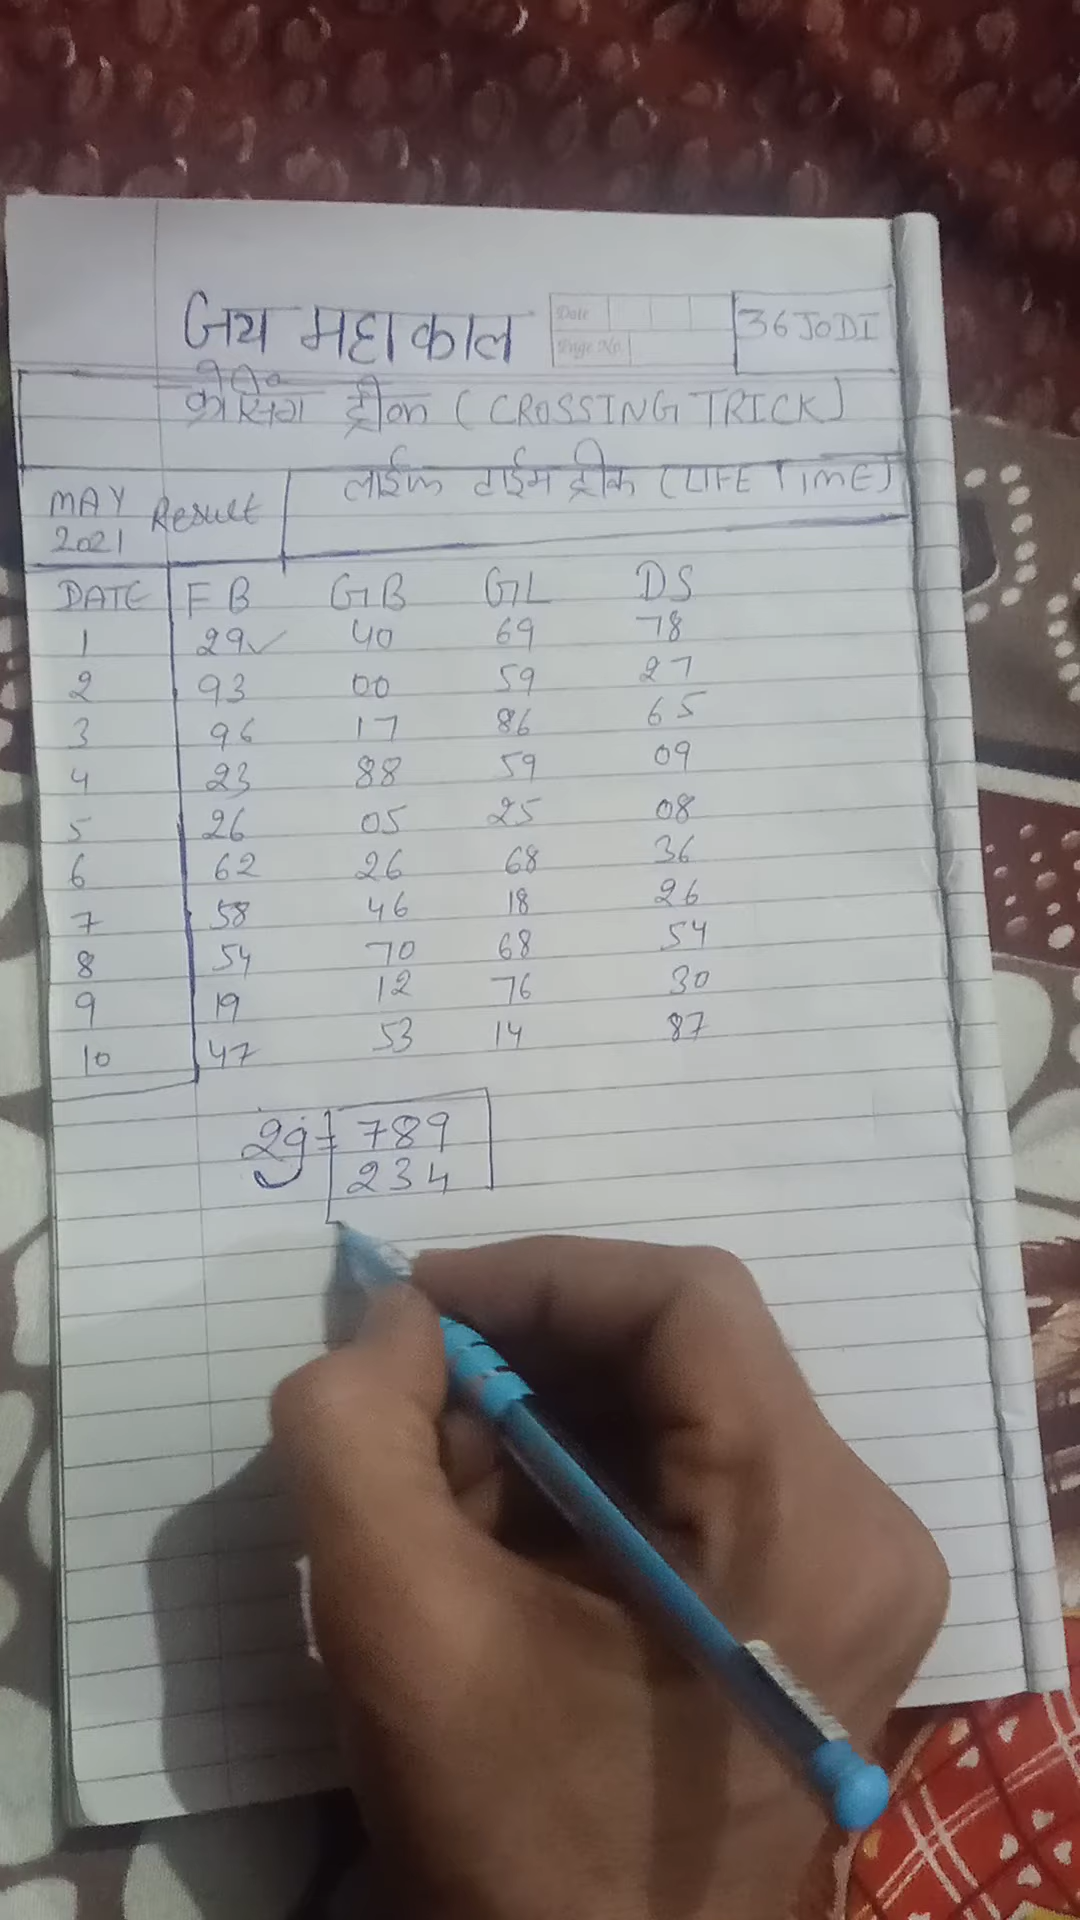 जय महाकाल
Date
Page No.
36 JODI
क्रोसिंग ट्रीक (CROSSING TRICK)
MAY 2021 Result
लाईफ टाईम ट्रीक (LIFE TIME)
DATE FB GB GL DS
1 29✓ 40 69 78
2 93 00 59 27
3 96 17 86 65
4 23 88 59 09
5 26 05 25 08
6 62 26 68 36
7 58 46 18 26
8 54 70 68 54
9 19 12 76 30
10 47 53 14 87
29 = 789
234